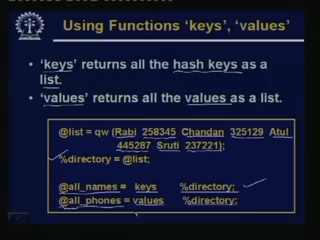 Using Functions ‘keys’, ‘values’
• ‘keys’ returns all the hash keys as a
list.
• ‘values’ returns all the values as a list.
@list = qw (Rabi 258345 Chandan 325129 Atul
445287 Sruti 237221);
%directory = @list;
@all_names = keys %directory;
@all_phones = values %directory;